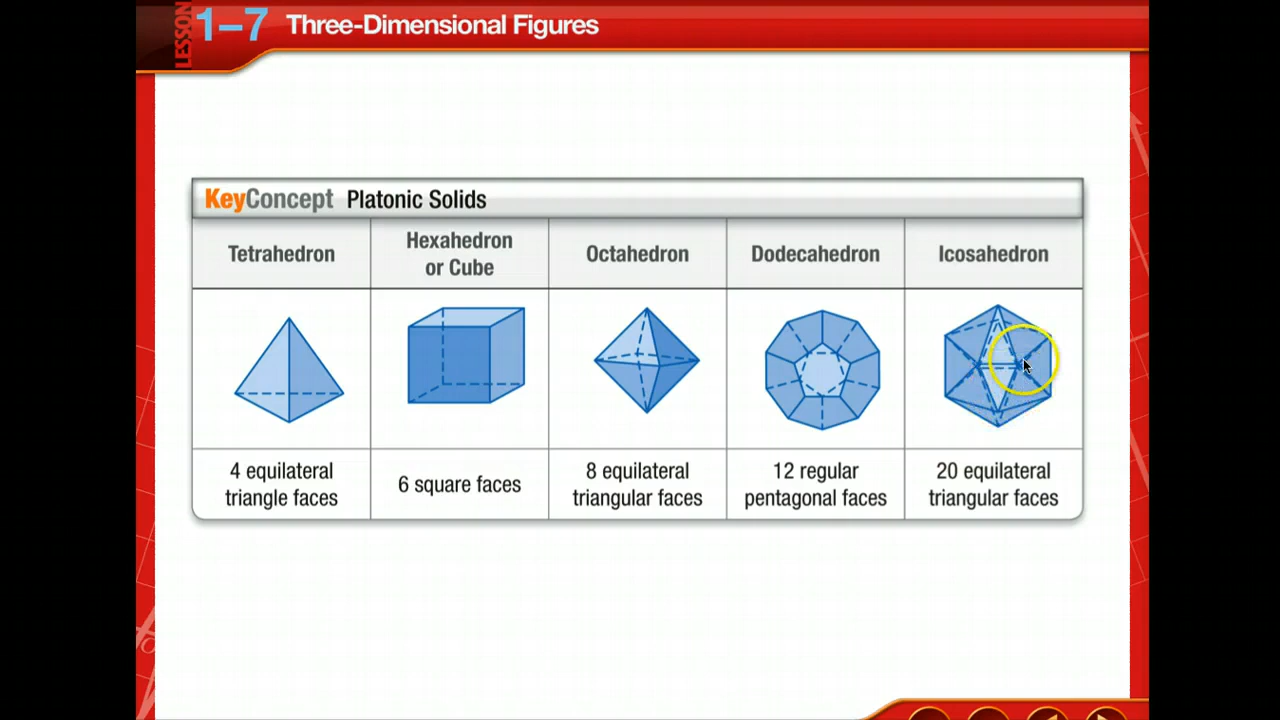 LESSON
1–7 Three-Dimensional Figures
KeyConcept Platonic Solids
Tetrahedron
Hexahedron
or Cube
Octahedron
Dodecahedron
Icosahedron
4 equilateral
triangle faces
6 square faces
8 equilateral
triangular faces
12 regular
pentagonal faces
20 equilateral
triangular faces